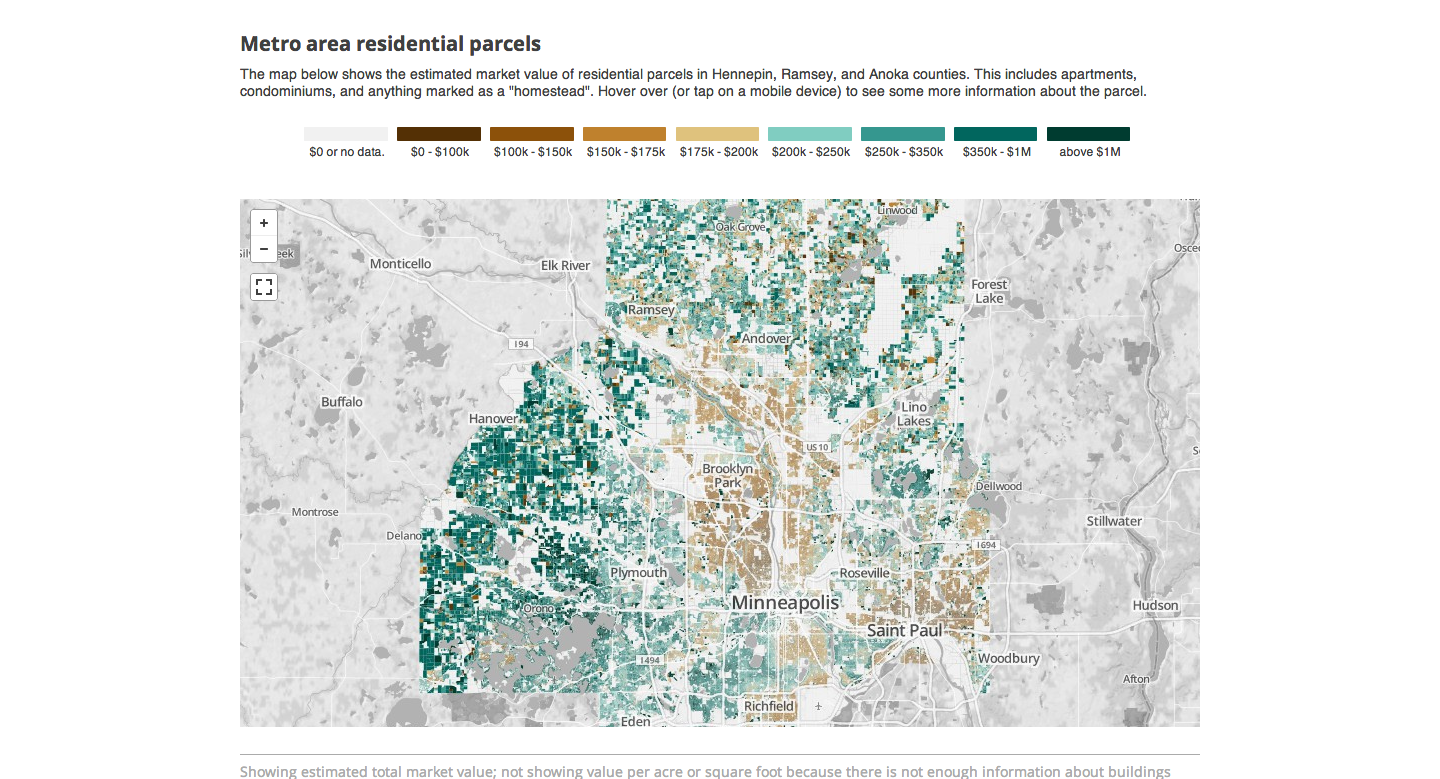 Metro area residential parcels
The map below shows the estimated market value of residential parcels in Hennepin, Ramsey, and Anoka counties. This includes apartments,
condominiums, and anything marked as a "homestead". Hover over (or tap on a mobile device) to see some more information about the parcel.
$0 or no data.
$0 - $100k
$100k - $150k
$150k - $175k
$175k - $200k
$200k - $250k
$250k - $350k
$350k - $1M
above $1M
+
−
Linwood
Oak Grove
Monticello
Elk River
Forest
Lake
Ramsey
Andover
194
Buffalo
Hanover
Lino
Lakes
US 10
Brooklyn
Park
Dellwood
Montrose
Stillwater
Delano
I694
Plymouth
Roseville
Minneapolis
Orono
Hudson
Saint Paul
I494
Woodbury
Afton
Richfield
Eden
Showing estimated total market value; not showing value per acre or square foot because there is not enough information about buildings